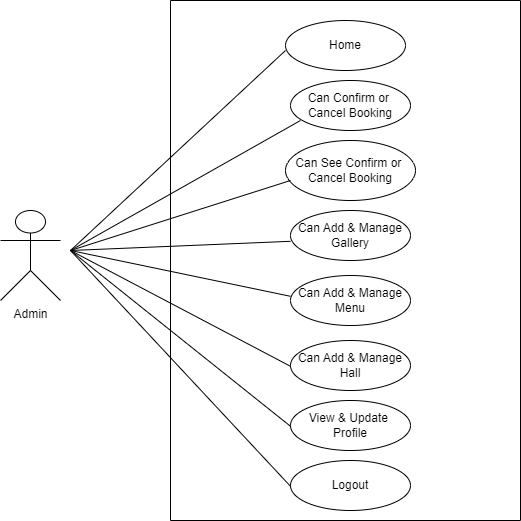 Home
Can Confirm or
Cancel Booking
Can See Confirm or
Cancel Booking
Can Add & Manage
Gallery
Can Add & Manage
Menu
Admin
Can Add & Manage
Hall
View & Update
Profile
Logout